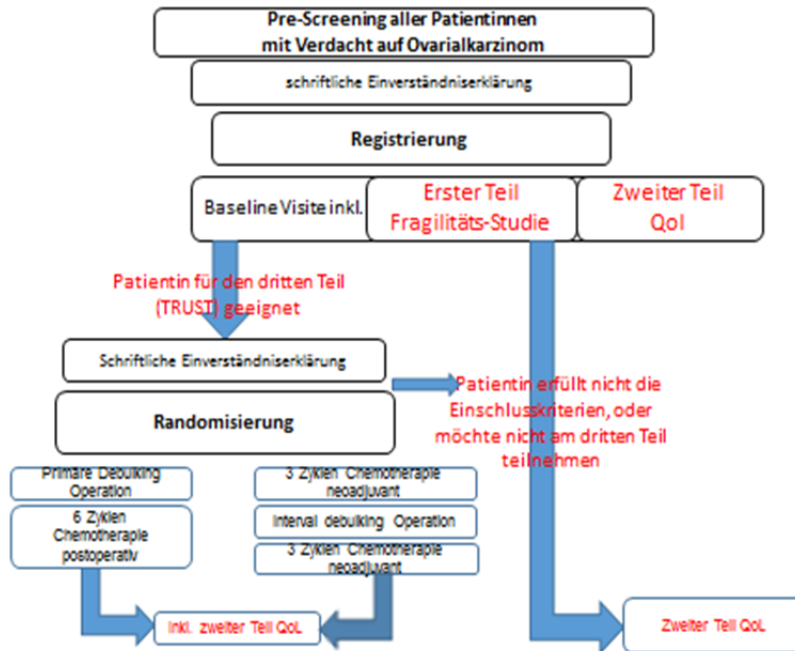 Pre-Screening aller Patientinnen
mit Verdacht auf Ovarialkarzinom
schriftliche Einverständniserklärung
Registrierung
Baseline Visite inkl.
Erster Teil
Fragilitäts-Studie
Zweiter Teil
Qol
Patientin für den dritten Teil
(TRUST) geeignet
Schriftliche Einverständniserklärung
Randomisierung
Patientin erfüllt nicht die
Einschlusskriterien, oder
möchte nicht am dritten Teil
teilnehmen
Primäre Debulking
Operation
6 Zyklen
Chemotherapie
postoperativ
3 Zyklen Chemotherapie
neoadjuvant
Interval debulking Operation
3 Zyklen Chemotherapie
neoadjuvant
Inkl. zweiter Teil QoL
Zweiter Teil QoL